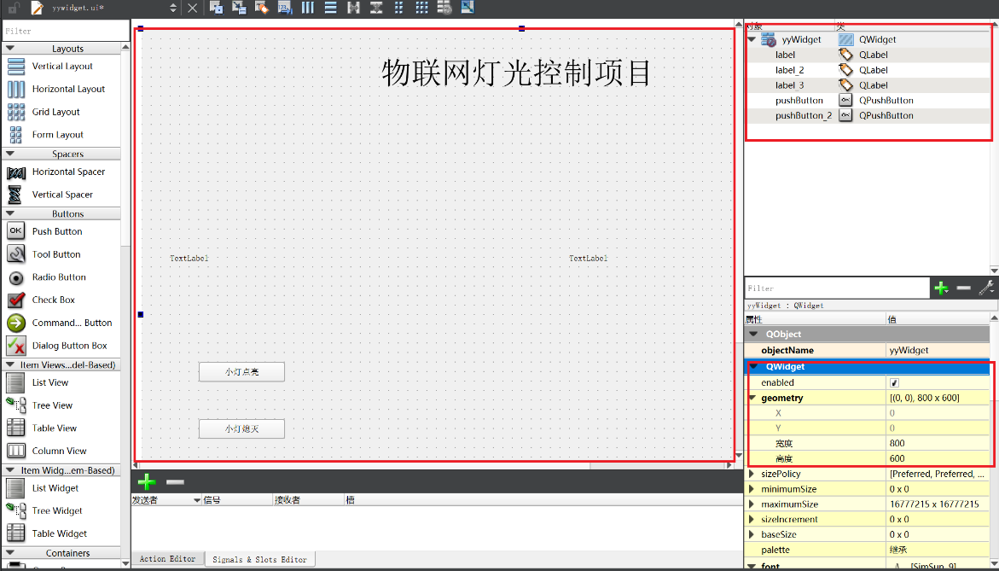 yywidget.ui*
Filter
Layouts
Vertical Layout
Horizontal Layout
Grid Layout
Form Layout
Spacers
Horizontal Spacer
Vertical Spacer
Buttons
OK Push Button
Tool Button
Radio Button
Check Box
Command... Button
Dialog Button Box
Item Views...del-Based)
List View
Tree View
Table View
Column View
Item Widg...em-Based)
List Widget
Tree Widget
Table Widget
Containers
物联网灯光控制项目
TextLabel TextLabel
小灯点亮
小灯熄灭
发送者 信号 接收者 槽
Action Editor Signals & Slots Editor
对象 类
yyWidget QWidget
label QLabel
label_2 QLabel
label_3 QLabel
pushButton OK QPushButton
pushButton_2 OK QPushButton
Filter
yyWidget : QWidget
属性 值
QObject
objectName yyWidget
QWidget
enabled
geometry [(0, 0), 800 x 600]
X 0
Y 0
宽度 800
高度 600
sizePolicy [Preferred, Preferred, ...
minimumSize 0 x 0
maximumSize 16777215 x 16777215
sizeIncrement 0 x 0
baseSize 0 x 0
palette 继承
font A [SimSun, 9]